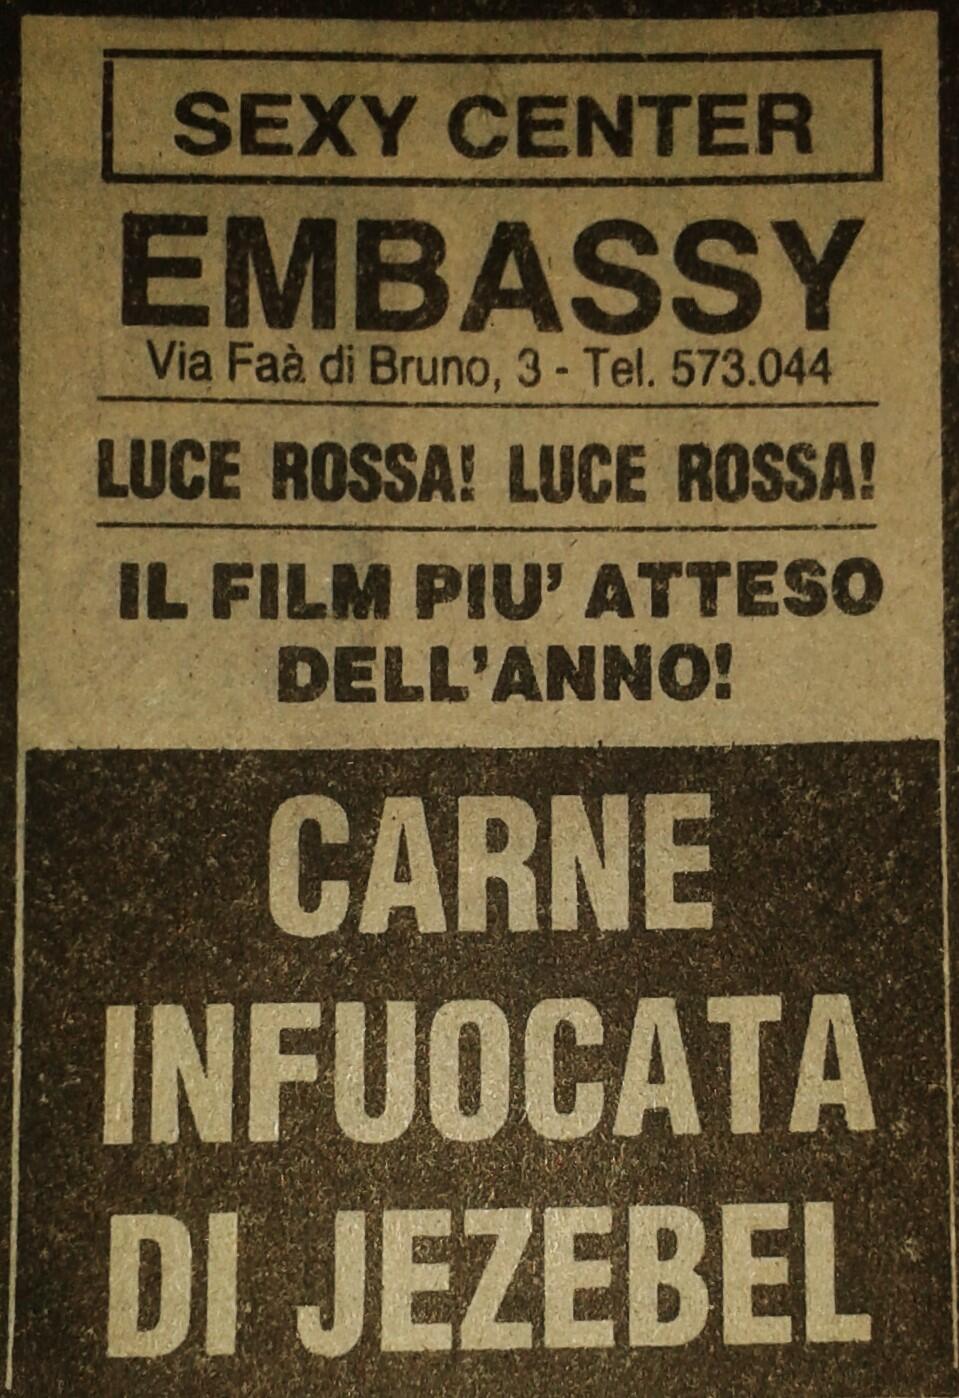 SEXY CENTER
EMBASSY
Via Faà di Bruno, 3 - Tel. 573.044
LUCE ROSSA! LUCE ROSSA!
IL FILM PIU' ATTESO
DELL'ANNO!
CARNE
INFUOCATA
DI JEZEBEL